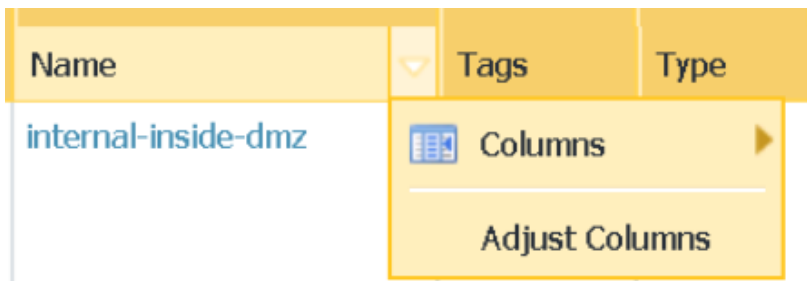 Name Tags Type
internal-inside-dmz
Columns
Adjust Columns